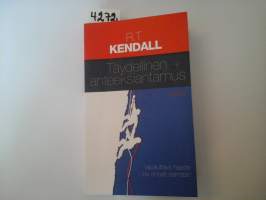 4272.
R.T.
KENDALL
Täydellinen
anteeksiantamus